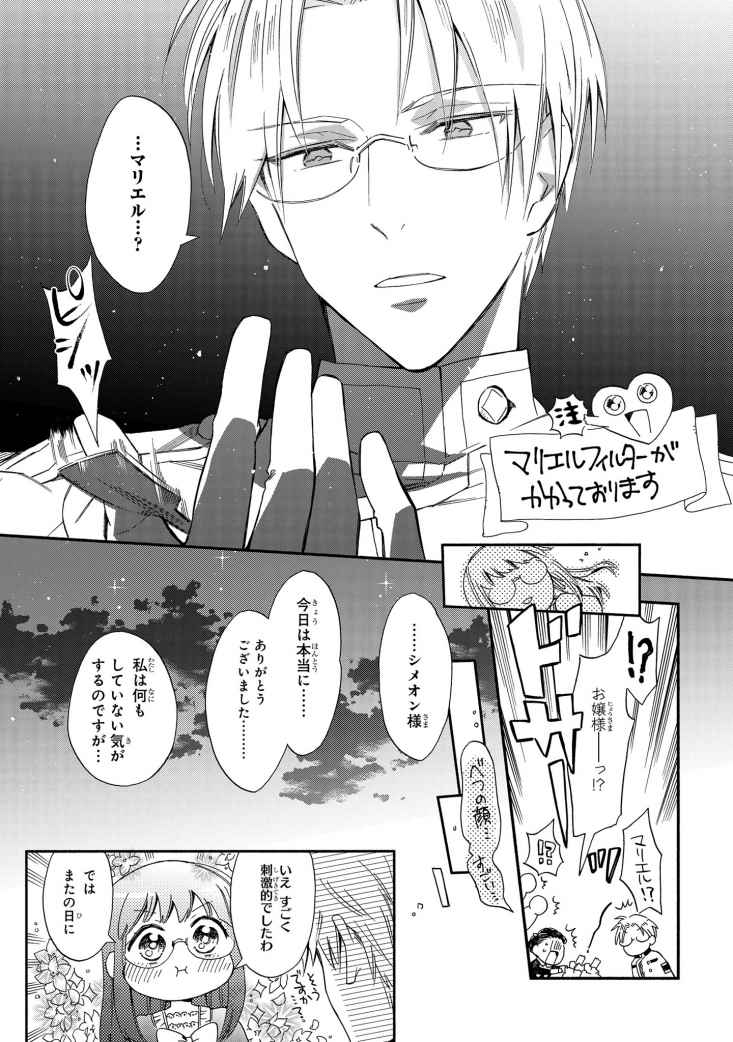 …マリエル…？
ピシッ
注
マリエルフィルターが
かかっております
!?
お嬢様ーっ!?
ドサッ
マリエル!?
!?
べつの顔…
すごい…
……シメオン様
今日は本当に……
ありがとう
ございました………
私は何も
していない気が
するのですが…
いえ すごく
刺激的でしたわ
そう
ですか？
では
またの日に